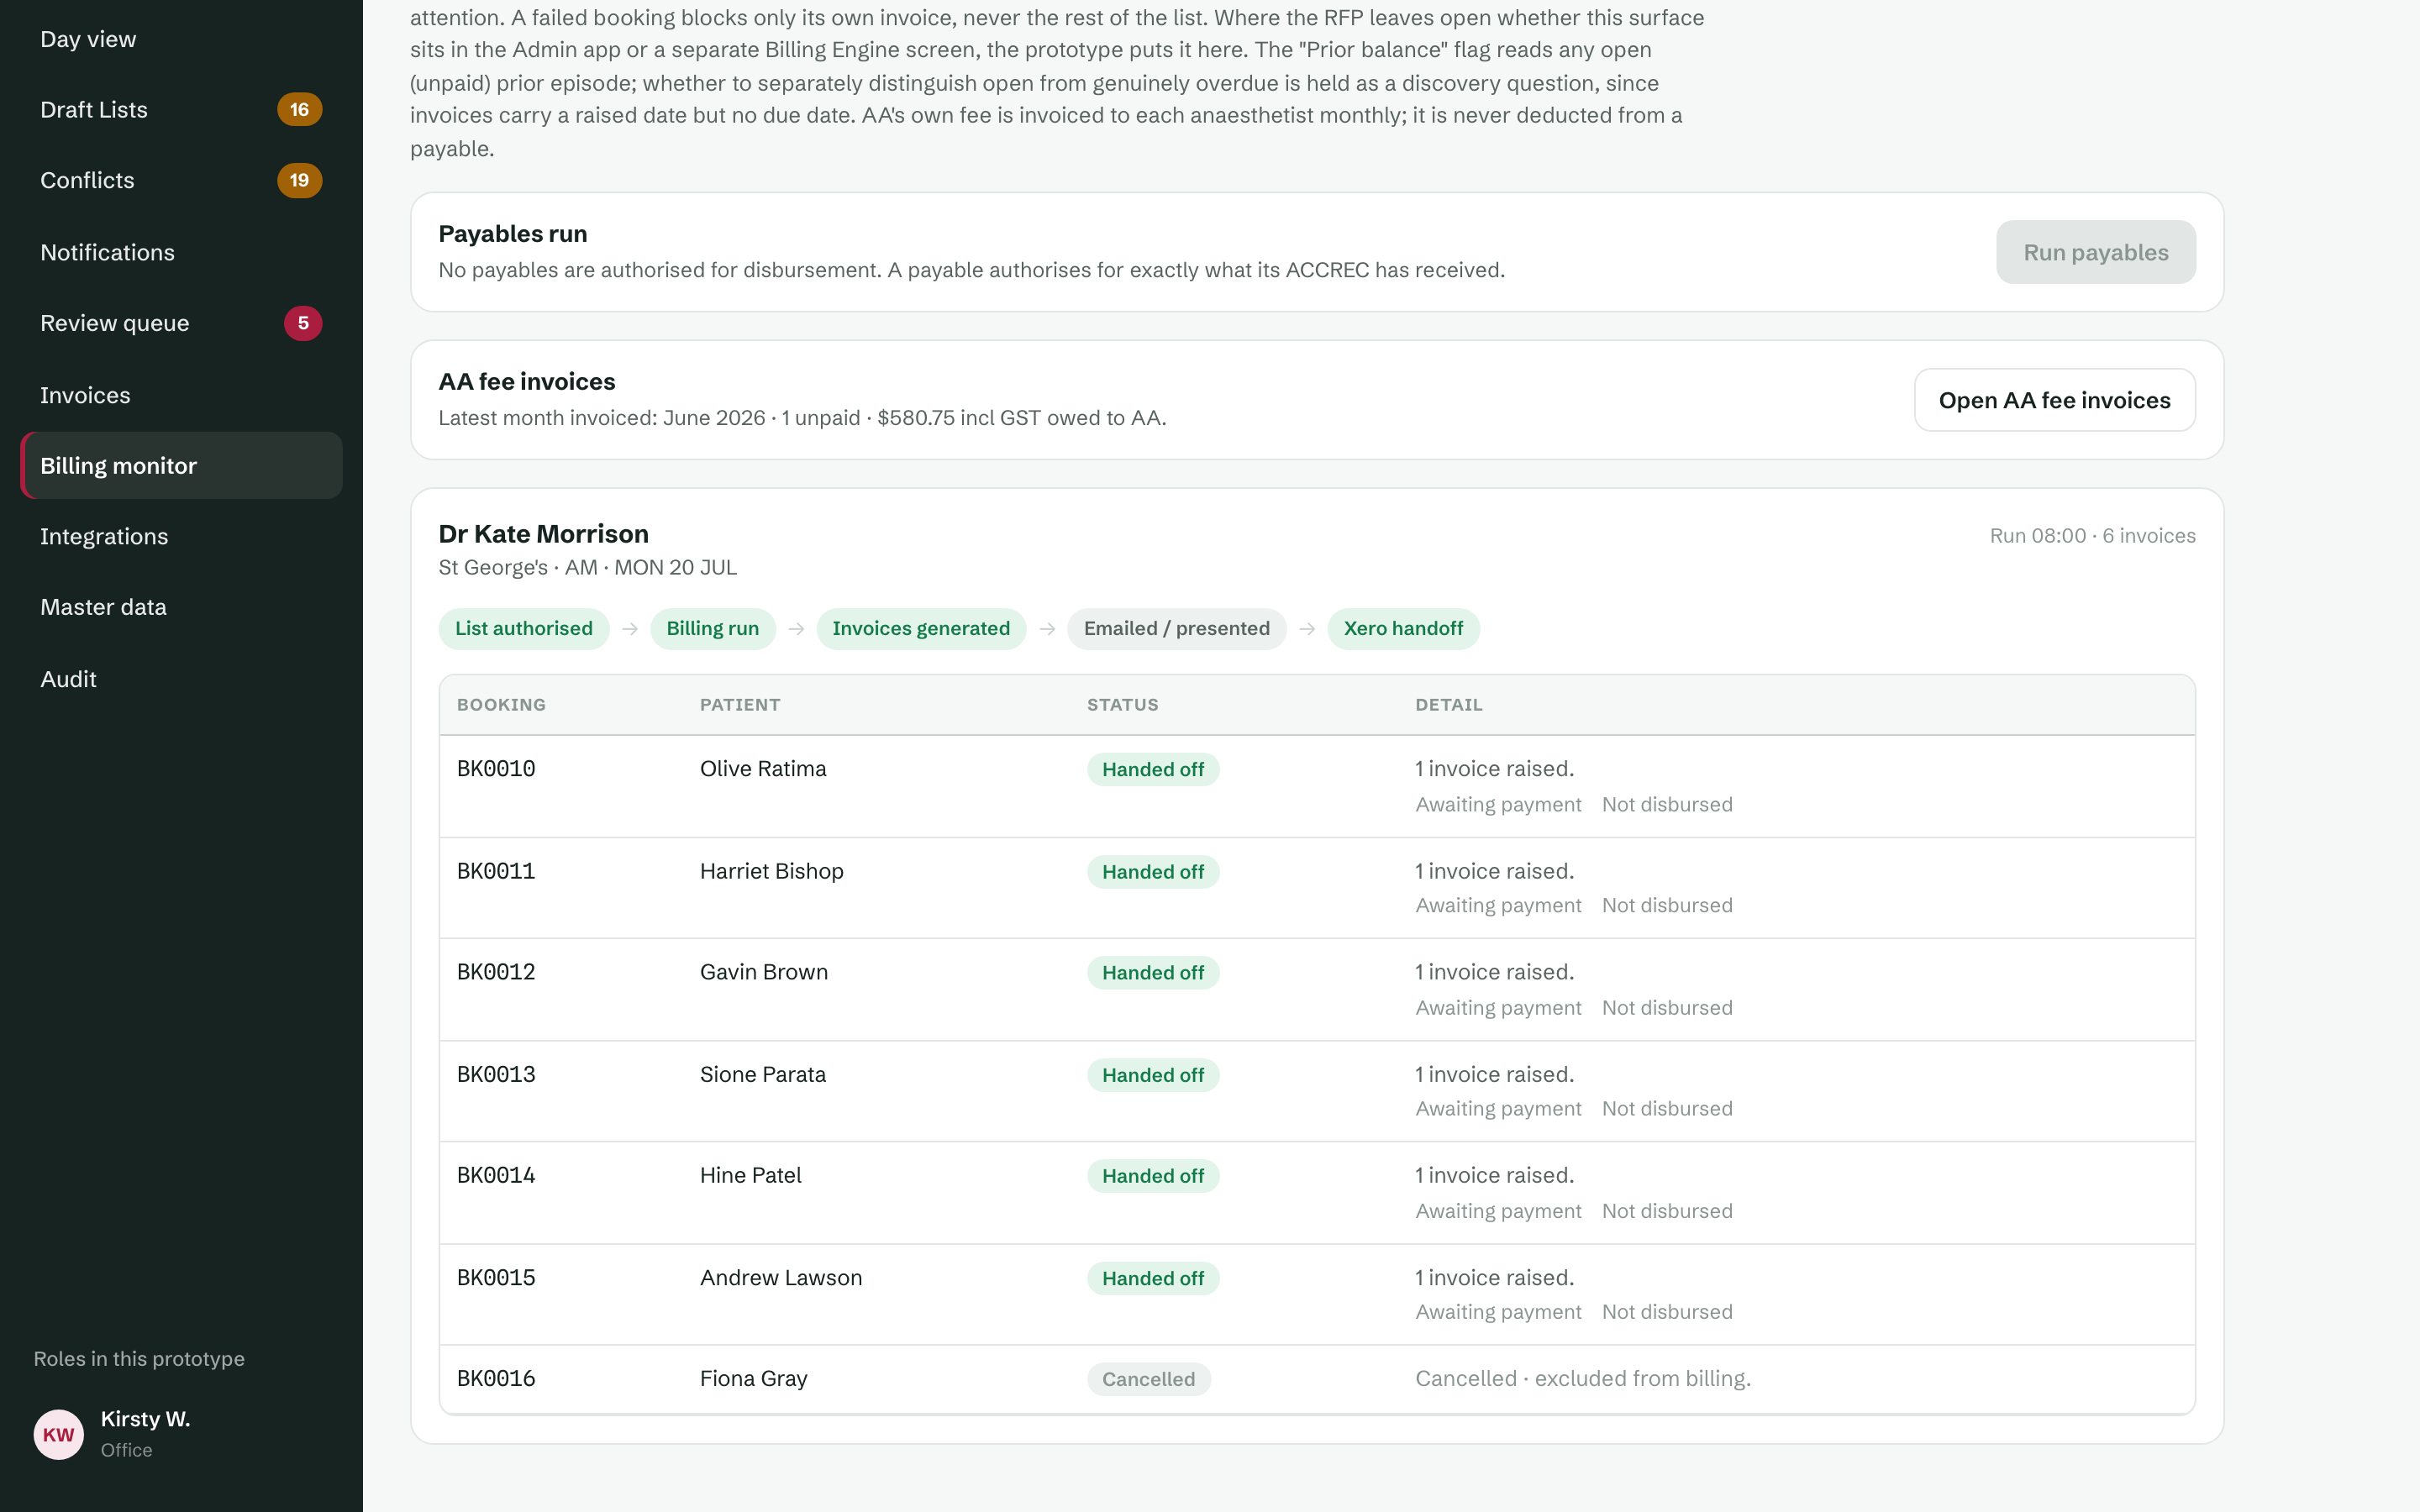 Day view
Draft Lists 16
Conflicts 19
Notifications
Review queue 5
Invoices
Billing monitor
Integrations
Master data
Audit
Roles in this prototype
KW
Kirsty W.
Office
attention. A failed booking blocks only its own invoice, never the rest of the list. Where the RFP leaves open whether this surface
sits in the Admin app or a separate Billing Engine screen, the prototype puts it here. The "Prior balance" flag reads any open
(unpaid) prior episode; whether to separately distinguish open from genuinely overdue is held as a discovery question, since
invoices carry a raised date but no due date. AA's own fee is invoiced to each anaesthetist monthly; it is never deducted from a
payable.
Payables run
No payables are authorised for disbursement. A payable authorises for exactly what its ACCREC has received.
Run payables
AA fee invoices
Latest month invoiced: June 2026 · 1 unpaid · $580.75 incl GST owed to AA.
Open AA fee invoices
Dr Kate Morrison
St George's · AM · MON 20 JUL
Run 08:00 · 6 invoices
List authorised → Billing run → Invoices generated → Emailed / presented → Xero handoff
BOOKING PATIENT STATUS DETAIL
BK0010 Olive Ratima Handed off 1 invoice raised.
Awaiting payment Not disbursed
BK0011 Harriet Bishop Handed off 1 invoice raised.
Awaiting payment Not disbursed
BK0012 Gavin Brown Handed off 1 invoice raised.
Awaiting payment Not disbursed
BK0013 Sione Parata Handed off 1 invoice raised.
Awaiting payment Not disbursed
BK0014 Hine Patel Handed off 1 invoice raised.
Awaiting payment Not disbursed
BK0015 Andrew Lawson Handed off 1 invoice raised.
Awaiting payment Not disbursed
BK0016 Fiona Gray Cancelled Cancelled · excluded from billing.